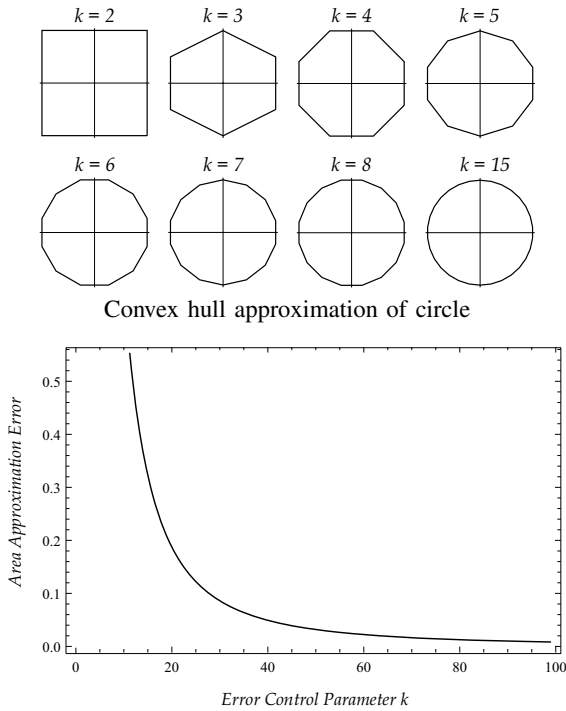 k = 2 k = 3 k = 4 k = 5
k = 6 k = 7 k = 8 k = 15
Convex hull approximation of circle
Area Approximation Error
0.5
0.4
0.3
0.2
0.1
0.0
0 20 40 60 80 100
Error Control Parameter k